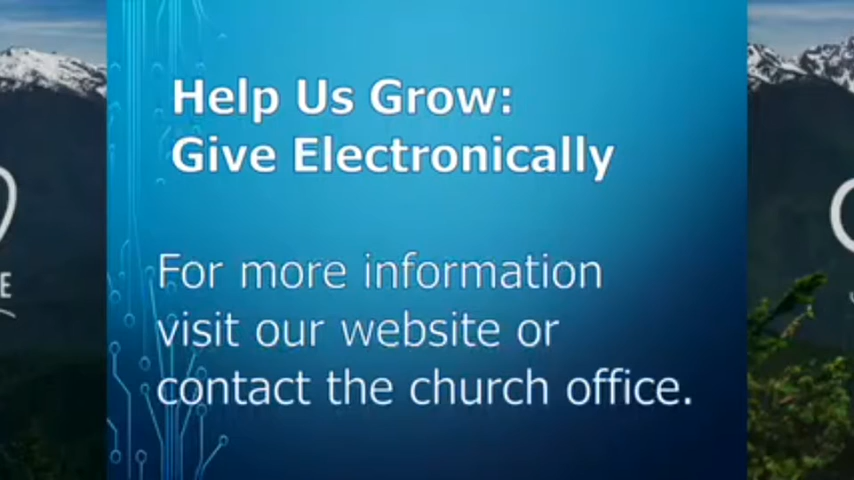 Help Us Grow:
Give Electronically
For more information
visit our website or
contact the church office.